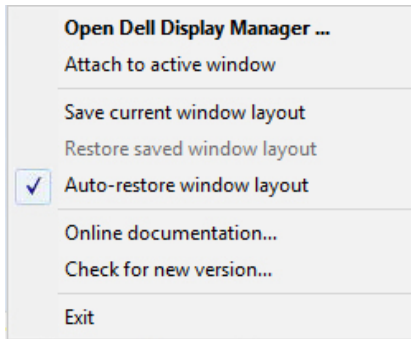 Open Dell Display Manager ...
Attach to active window
Save current window layout
Restore saved window layout
Auto-restore window layout
Online documentation...
Check for new version...
Exit